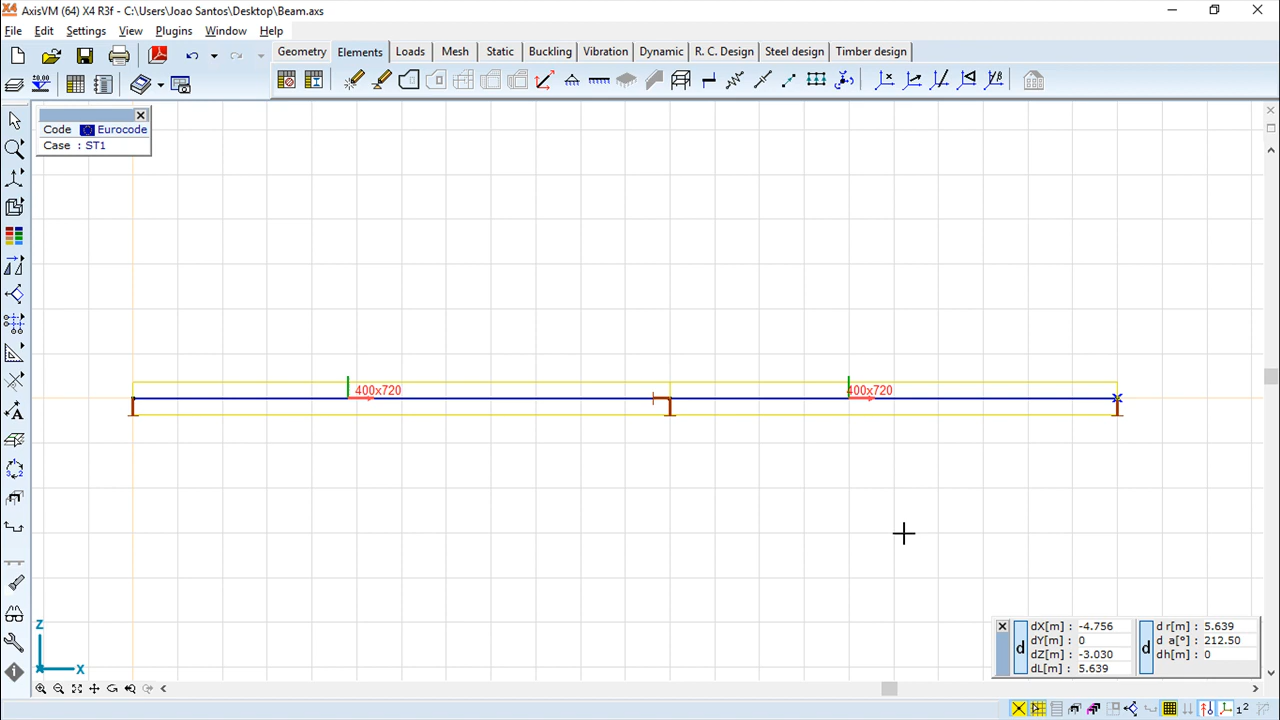 AxisVM (64) X4 R3f - C:\Users\Joao Santos\Desktop\Beam.axs
File Edit Settings View Plugins Window Help
Geometry Elements Loads Mesh Static Buckling Vibration Dynamic R. C. Design Steel design Timber design
Code Eurocode
Case : ST1
400x720 400x720
Z
X
d
dX[m] : -4.756
dY[m] : 0
dZ[m] : -3.030
dL[m] : 5.639
d
d r[m] : 5.639
d a[°] : 212.50
dh[m] : 0